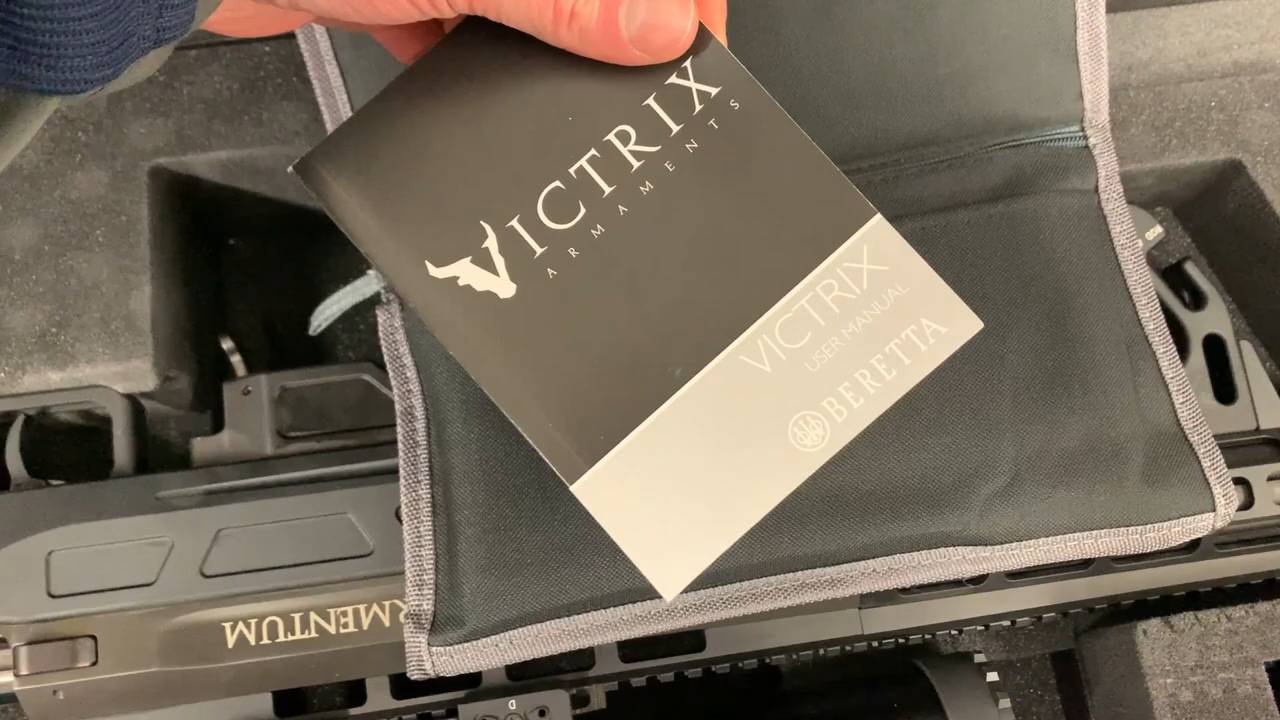 VICTRIX
ARMAMENTS
VICTRIX
USER MANUAL
BERETTA
RMENTUM
D